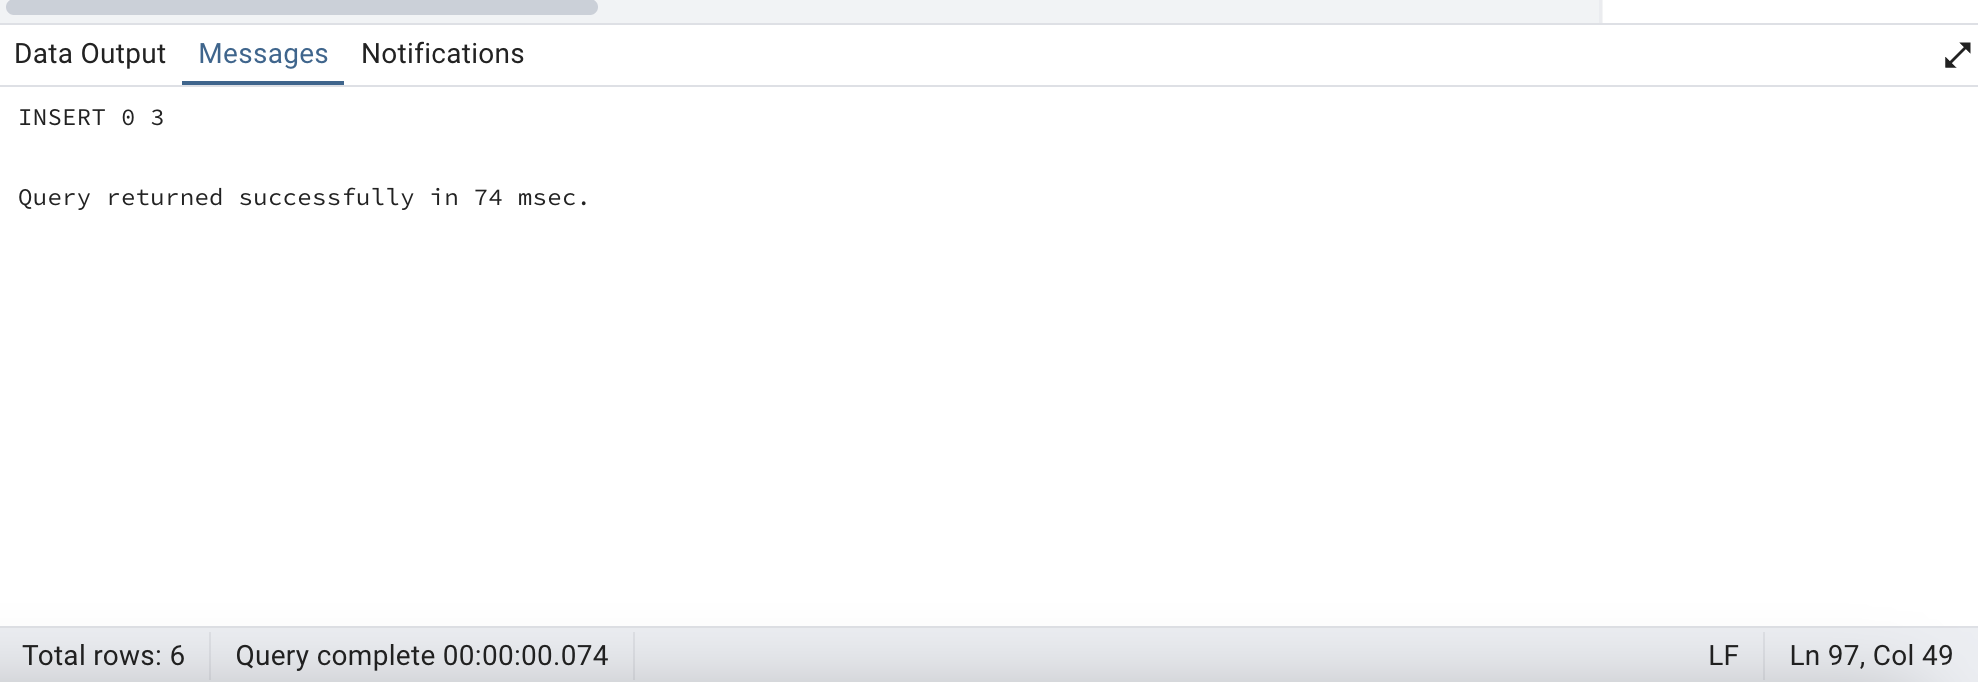 Data Output Messages Notifications
INSERT 0 3
Query returned successfully in 74 msec.
Total rows: 6 Query complete 00:00:00.074 LF Ln 97, Col 49